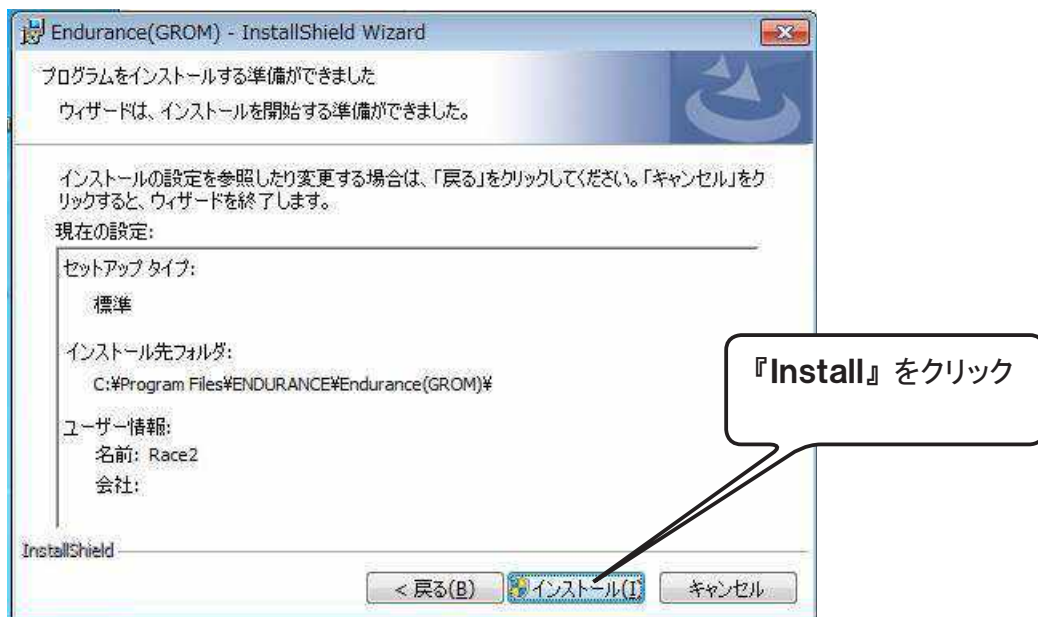 Endurance(GROM) - InstallShield Wizard
プログラムをインストールする準備ができました
ウィザードは、インストールを開始する準備ができました。
インストールの設定を参照したり変更する場合は、「戻る」をクリックしてください。「キャンセル」をク
リックすると、ウィザードを終了します。
現在の設定:
セットアップ タイプ:
標準
インストール先フォルダ:
C:¥Program Files¥ENDURANCE¥Endurance(GROM)¥
ユーザー情報:
名前: Race2
会社:
『Install』をクリック
InstallShield
< 戻る(B)
インストール(I)
キャンセル